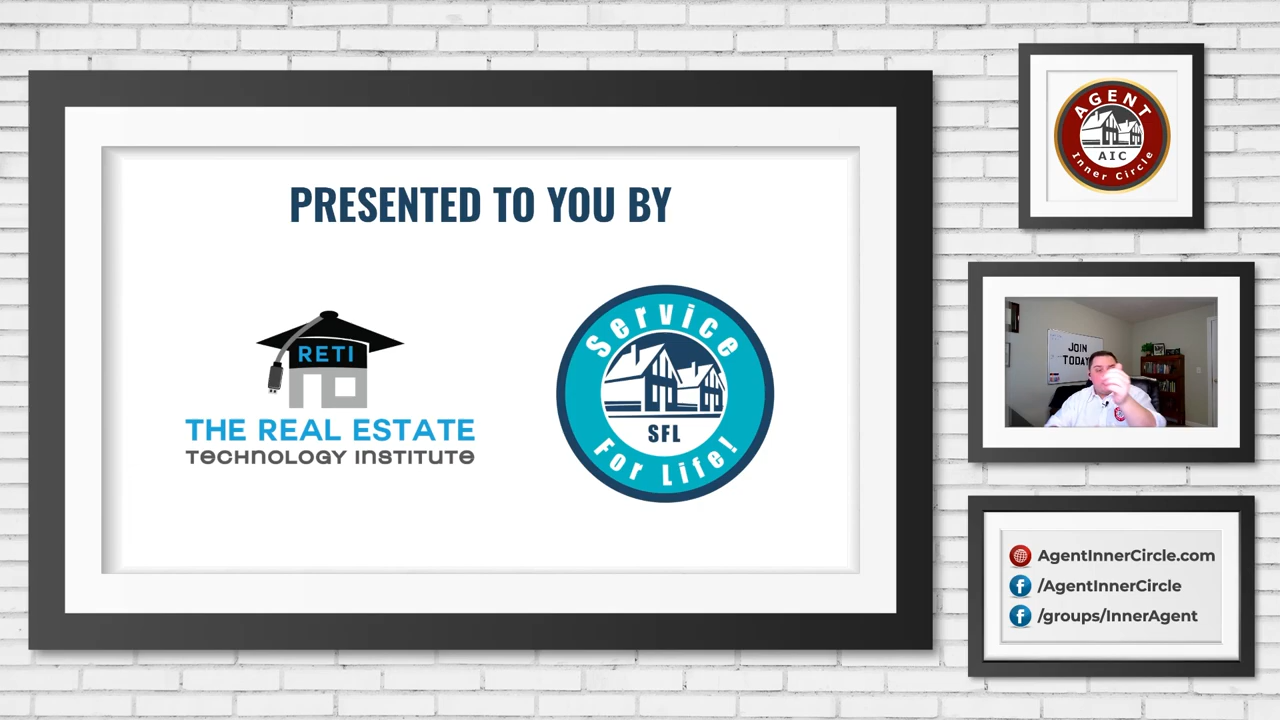 PRESENTED TO YOU BY
RETI
THE REAL ESTATE
TECHNOLOGY INSTITUTE
Service
SFL
For Life!
AGENT
AIC
Inner Circle
JOIN
TODAY
AgentInnerCircle.com
/AgentInnerCircle
/groups/InnerAgent